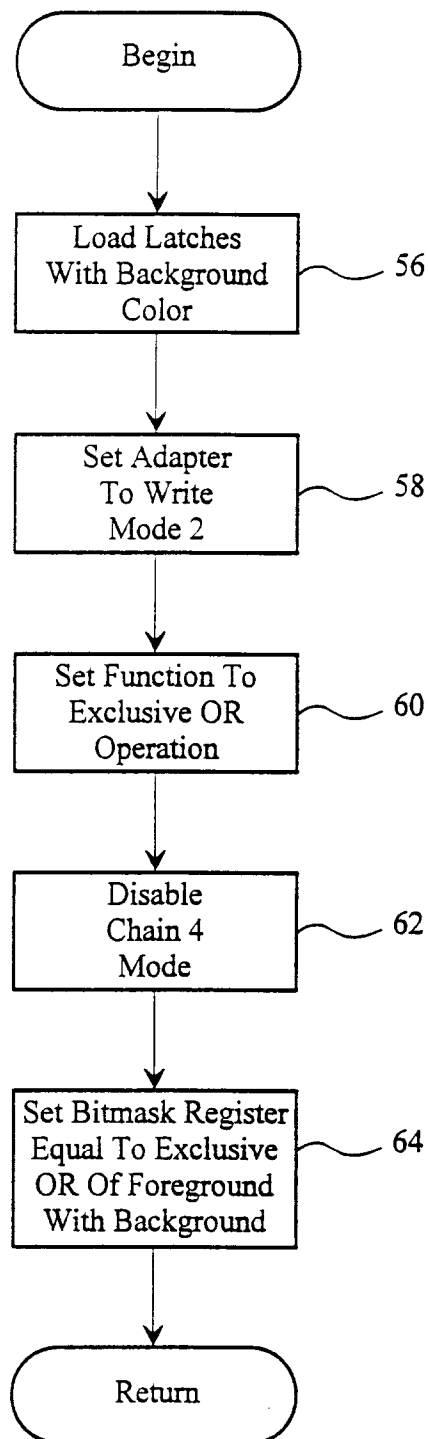 Begin
Load Latches
With Background
Color
56
Set Adapter
To Write
Mode 2
58
Set Function To
Exclusive OR
Operation
60
Disable
Chain 4
Mode
62
Set Bitmask Register
Equal To Exclusive
OR Of Foreground
With Background
64
Return